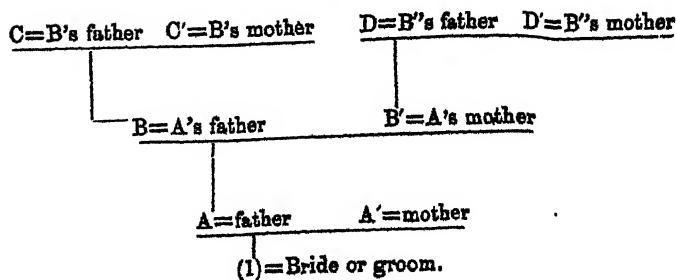 C=B's father C′=B's mother D=B″s father D′=B″s mother
B=A's father B′=A's mother
A=father A′=mother
(1)=Bride or groom.